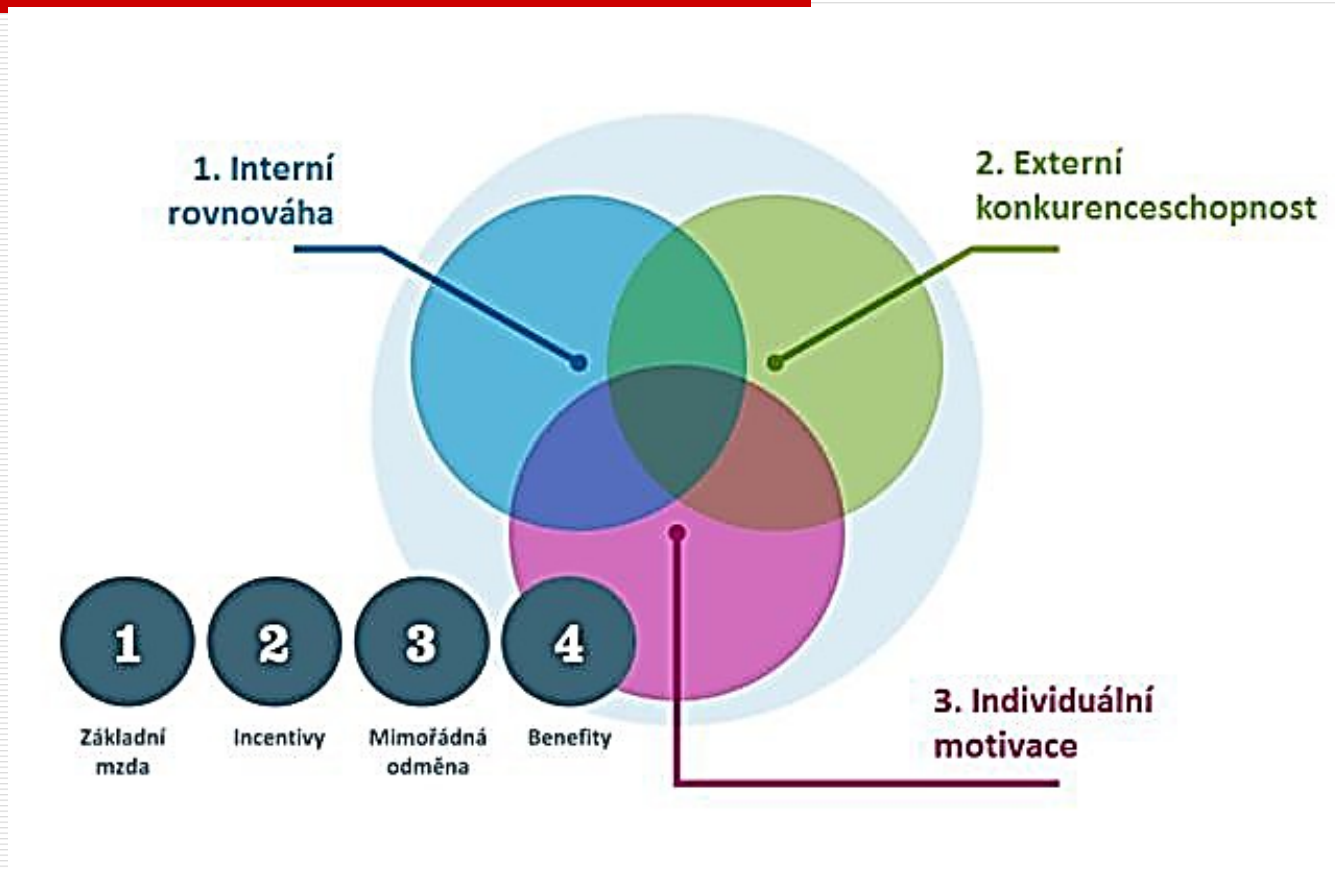 1. Interní
rovnováha
2. Externí
konkurenceschopnost
1
2
3
4
Základní
mzda
Incentivy
Mimořádná
odměna
Benefity
3. Individuální
motivace